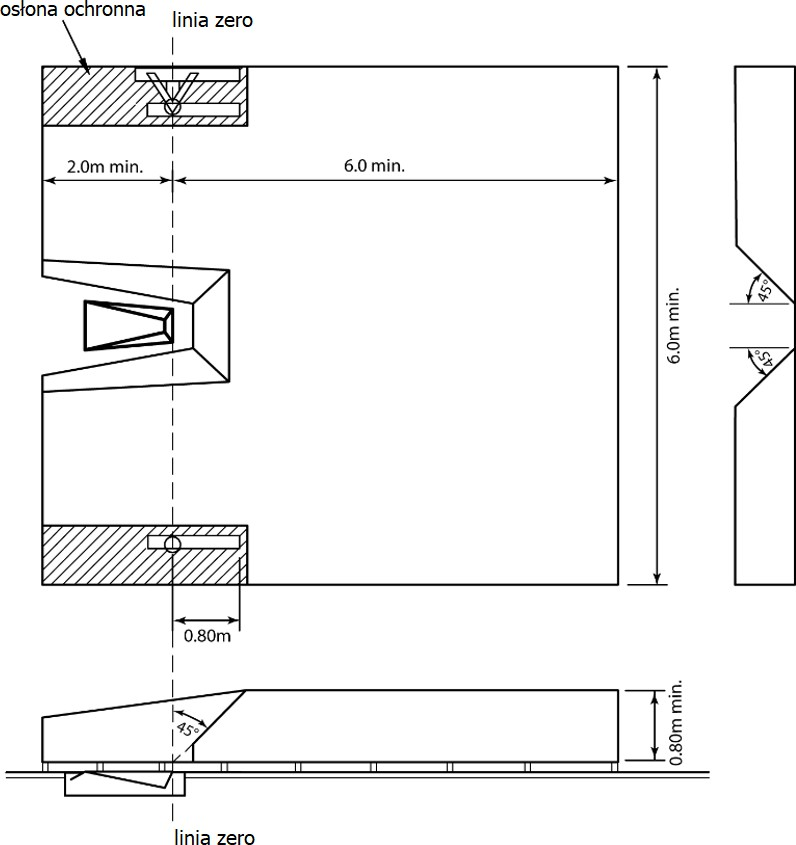 osłona ochronna
linia zero
2.0m min.
6.0 min.
45°
6.0m min.
45°
0.80m
45°
0.80m min.
linia zero